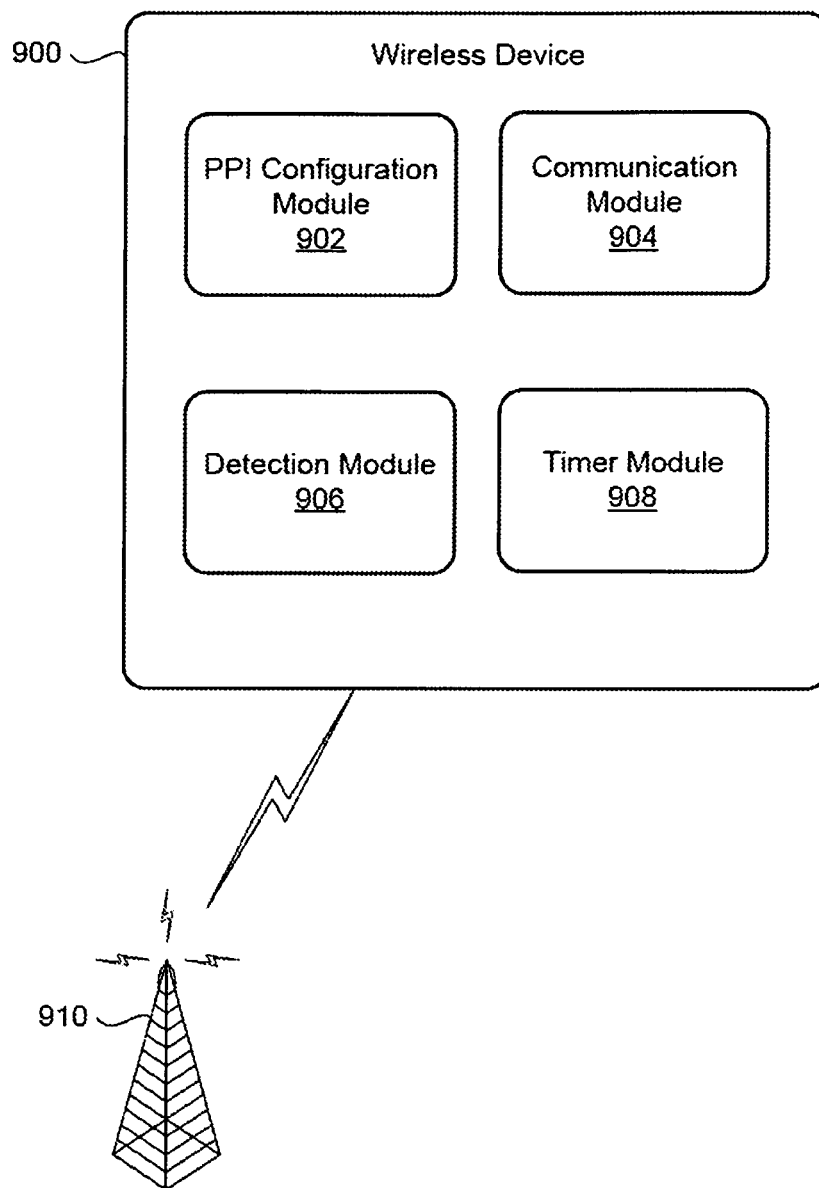 900
Wireless Device
PPI Configuration
Module
902
Communication
Module
904
Detection Module
906
Timer Module
908
910